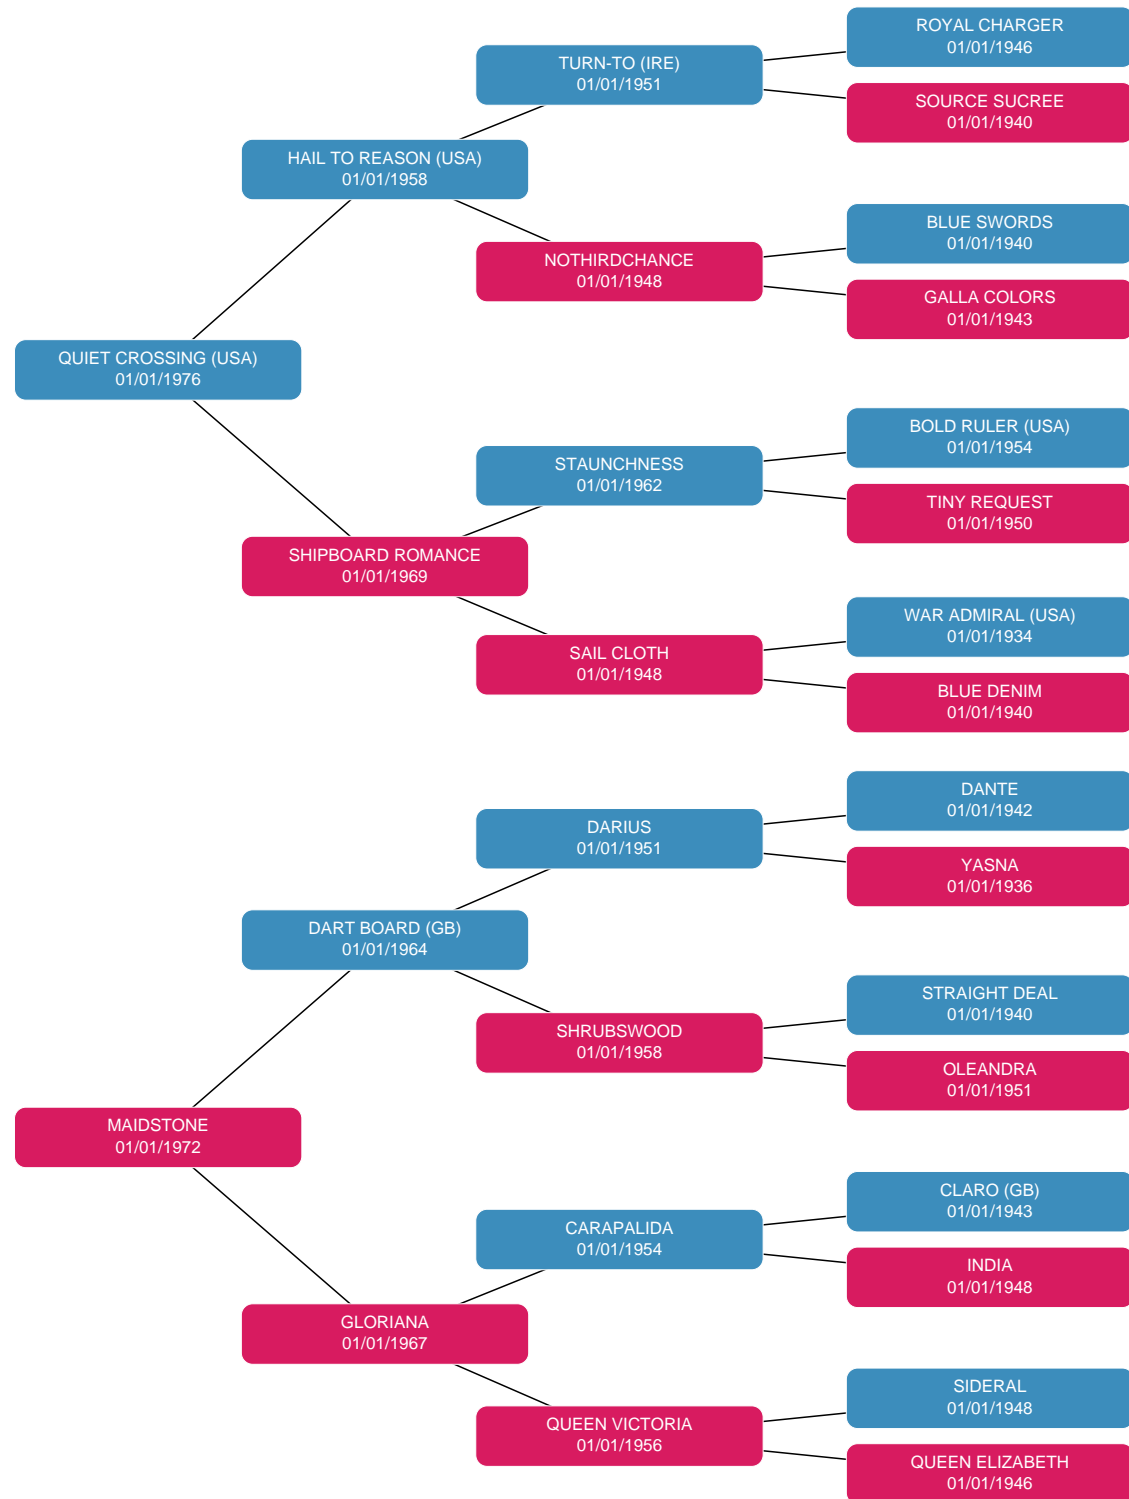 ROYAL CHARGER
01/01/1946
TURN-TO (IRE)
01/01/1951
SOURCE SUCREE
01/01/1940
HAIL TO REASON (USA)
01/01/1958
BLUE SWORDS
01/01/1940
NOTHIRDCHANCE
01/01/1948
GALLA COLORS
01/01/1943
QUIET CROSSING (USA)
01/01/1976
BOLD RULER (USA)
01/01/1954
STAUNCHNESS
01/01/1962
TINY REQUEST
01/01/1950
SHIPBOARD ROMANCE
01/01/1969
WAR ADMIRAL (USA)
01/01/1934
SAIL CLOTH
01/01/1948
BLUE DENIM
01/01/1940
DANTE
01/01/1942
DARIUS
01/01/1951
YASNA
01/01/1936
DART BOARD (GB)
01/01/1964
STRAIGHT DEAL
01/01/1940
SHRUBSWOOD
01/01/1958
OLEANDRA
01/01/1951
MAIDSTONE
01/01/1972
CLARO (GB)
01/01/1943
CARAPALIDA
01/01/1954
INDIA
01/01/1948
GLORIANA
01/01/1967
SIDERAL
01/01/1948
QUEEN VICTORIA
01/01/1956
QUEEN ELIZABETH
01/01/1946